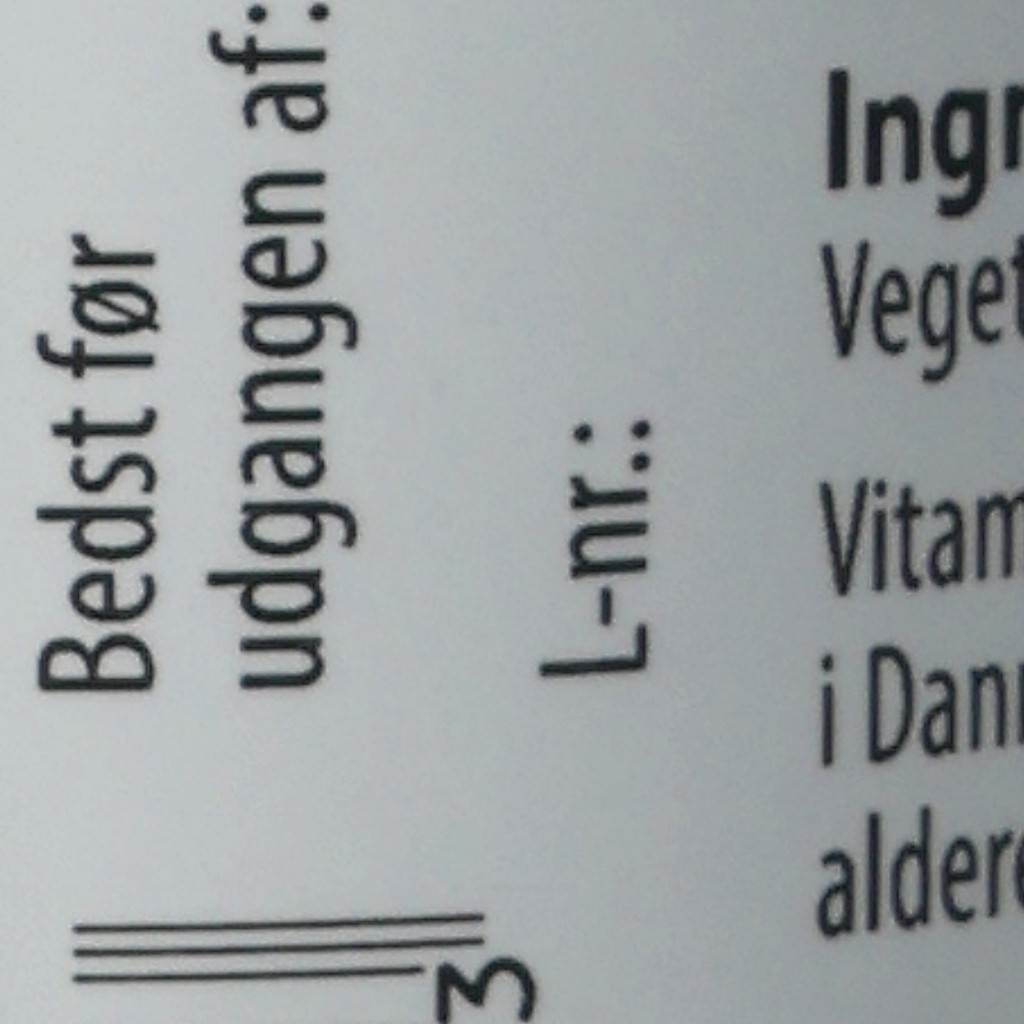 Bedst før
udgangen af:
L-nr.:
3
Ingr
Veget
Vitam
i Dan
alder